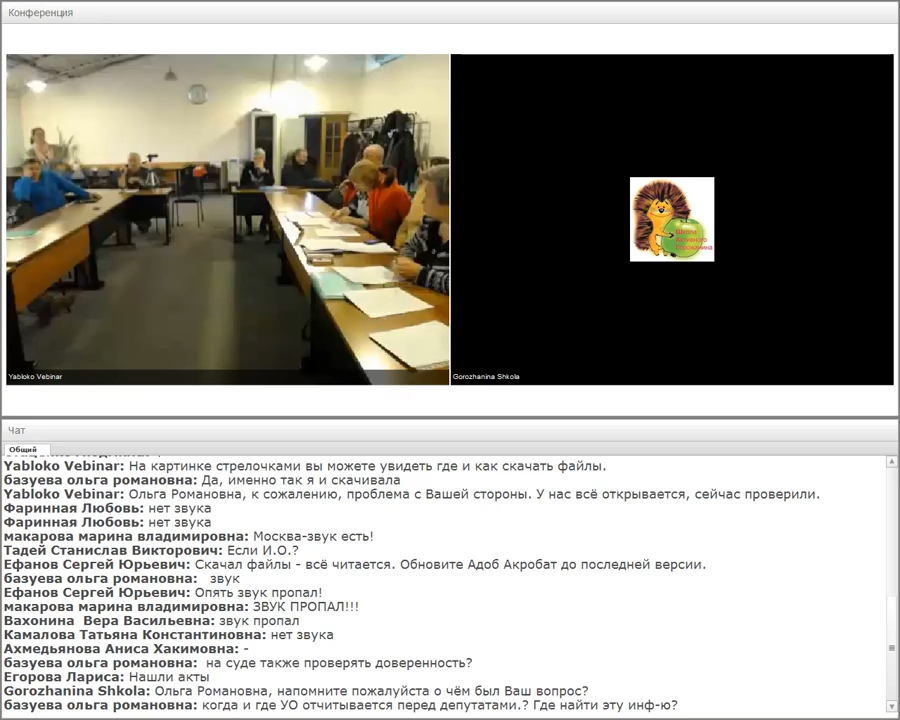 Конференция
Школа
Активного
Горожанина
Yabloko Vebinar
Gorozhanina Shkola
Чат
Общий
Yabloko Vebinar: На картинке стрелочками вы можете увидеть где и как скачать файлы.
базуева ольга романовна: Да, именно так я и скачивала
Yabloko Vebinar: Ольга Романовна, к сожалению, проблема с Вашей стороны. У нас всё открывается, сейчас проверили.
Фаринная Любовь: нет звука
Фаринная Любовь: нет звука
макарова марина владимировна: Москва-звук есть!
Тадей Станислав Викторович: Если И.О.?
Ефанов Сергей Юрьевич: Скачал файлы - всё читается. Обновите Адоб Акробат до последней версии.
базуева ольга романовна: звук
Ефанов Сергей Юрьевич: Опять звук пропал!
макарова марина владимировна: ЗВУК ПРОПАЛ!!!
Вахонина Вера Васильевна: звук пропал
Камалова Татьяна Константиновна: нет звука
Ахмедьянова Аниса Хакимовна: -
базуева ольга романовна: на суде также проверять доверенность?
Егорова Лариса: Нашли акты
Gorozhanina Shkola: Ольга Романовна, напомните пожалуйста о чём был Ваш вопрос?
базуева ольга романовна: когда и где УО отчитывается перед депутатами.? Где найти эту инф-ю?